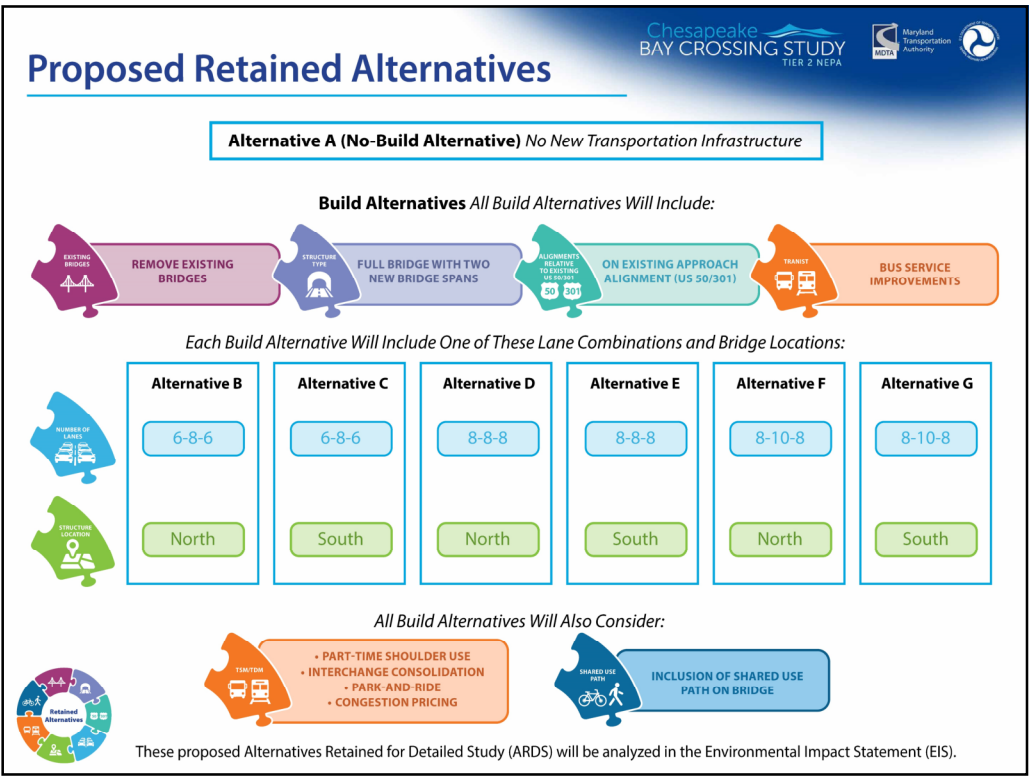 Chesapeake
BAY CROSSING STUDY
TIER 2 NEPA
MDTA
Maryland
Transportation
Authority
Proposed Retained Alternatives
Alternative A (No-Build Alternative) No New Transportation Infrastructure
Build Alternatives All Build Alternatives Will Include:
EXISTING
BRIDGES
REMOVE EXISTING
BRIDGES
STRUCTURE
TYPE
FULL BRIDGE WITH TWO
NEW BRIDGE SPANS
ALIGNMENTS
RELATIVE
TO EXISTING
US 50/301
50 301
ON EXISTING APPROACH
ALIGNMENT (US 50/301)
TRANIST
BUS SERVICE
IMPROVEMENTS
Each Build Alternative Will Include One of These Lane Combinations and Bridge Locations:
Alternative B Alternative C Alternative D Alternative E Alternative F Alternative G
NUMBER OF
LANES
6-8-6 6-8-6 8-8-8 8-8-8 8-10-8 8-10-8
STRUCTURE
LOCATION
North South North South North South
All Build Alternatives Will Also Consider:
TSM/TDM
• PART-TIME SHOULDER USE
• INTERCHANGE CONSOLIDATION
• PARK-AND-RIDE
• CONGESTION PRICING
SHARED USE
PATH
INCLUSION OF SHARED USE
PATH ON BRIDGE
Retained
Alternatives
These proposed Alternatives Retained for Detailed Study (ARDS) will be analyzed in the Environmental Impact Statement (EIS).